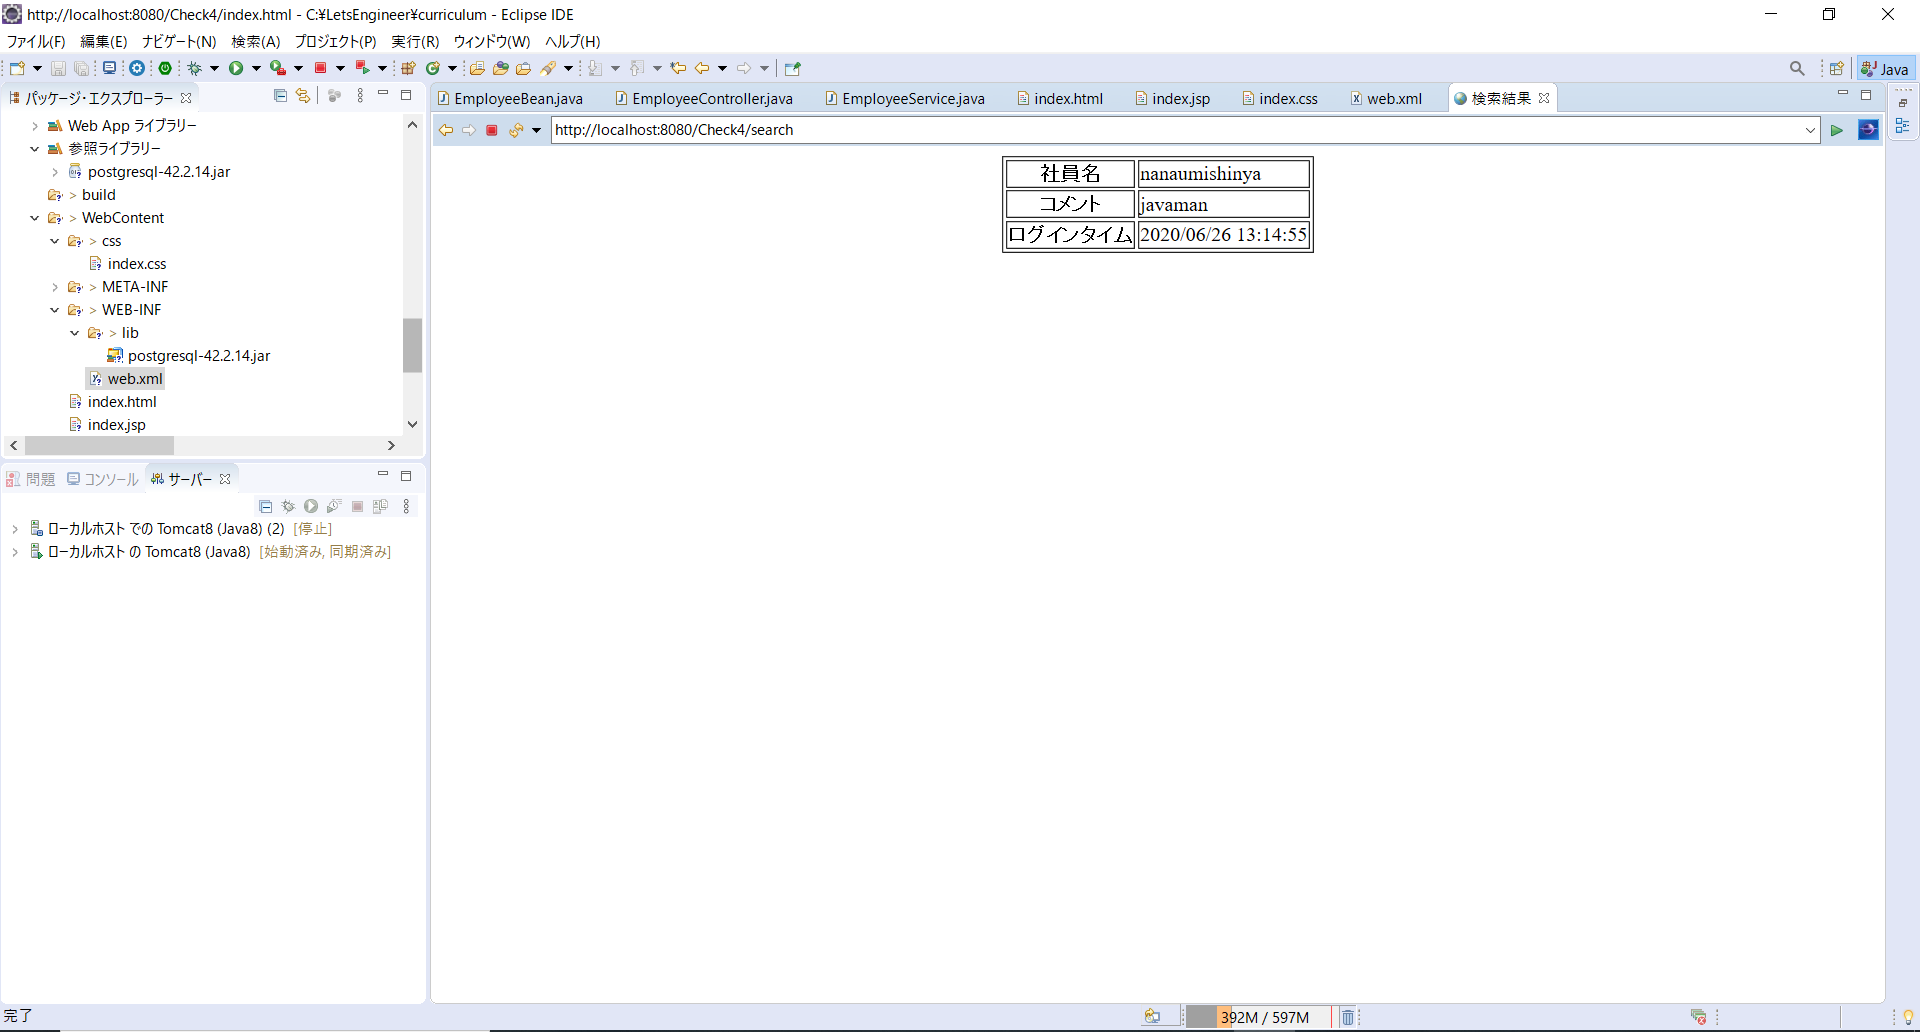 http://localhost:8080/Check4/index.html - C:¥LetsEngineer¥curriculum - Eclipse IDE
ファイル(F) 編集(E) ナビゲート(N) 検索(A) プロジェクト(P) 実行(R) ウィンドウ(W) ヘルプ(H)
Java
パッケージ・エクスプローラー
Web App ライブラリー
参照ライブラリー
postgresql-42.2.14.jar
> build
> WebContent
> css
index.css
> META-INF
> WEB-INF
> lib
postgresql-42.2.14.jar
web.xml
index.html
index.jsp
問題 コンソール サーバー
ローカルホスト での Tomcat8 (Java8) (2) [停止]
ローカルホスト の Tomcat8 (Java8) [始動済み, 同期済み]
EmployeeBean.java EmployeeController.java EmployeeService.java index.html index.jsp index.css web.xml 検索結果
http://localhost:8080/Check4/search
社員名 nanaumishinya
コメント javaman
ログインタイム 2020/06/26 13:14:55
完了
392M / 597M